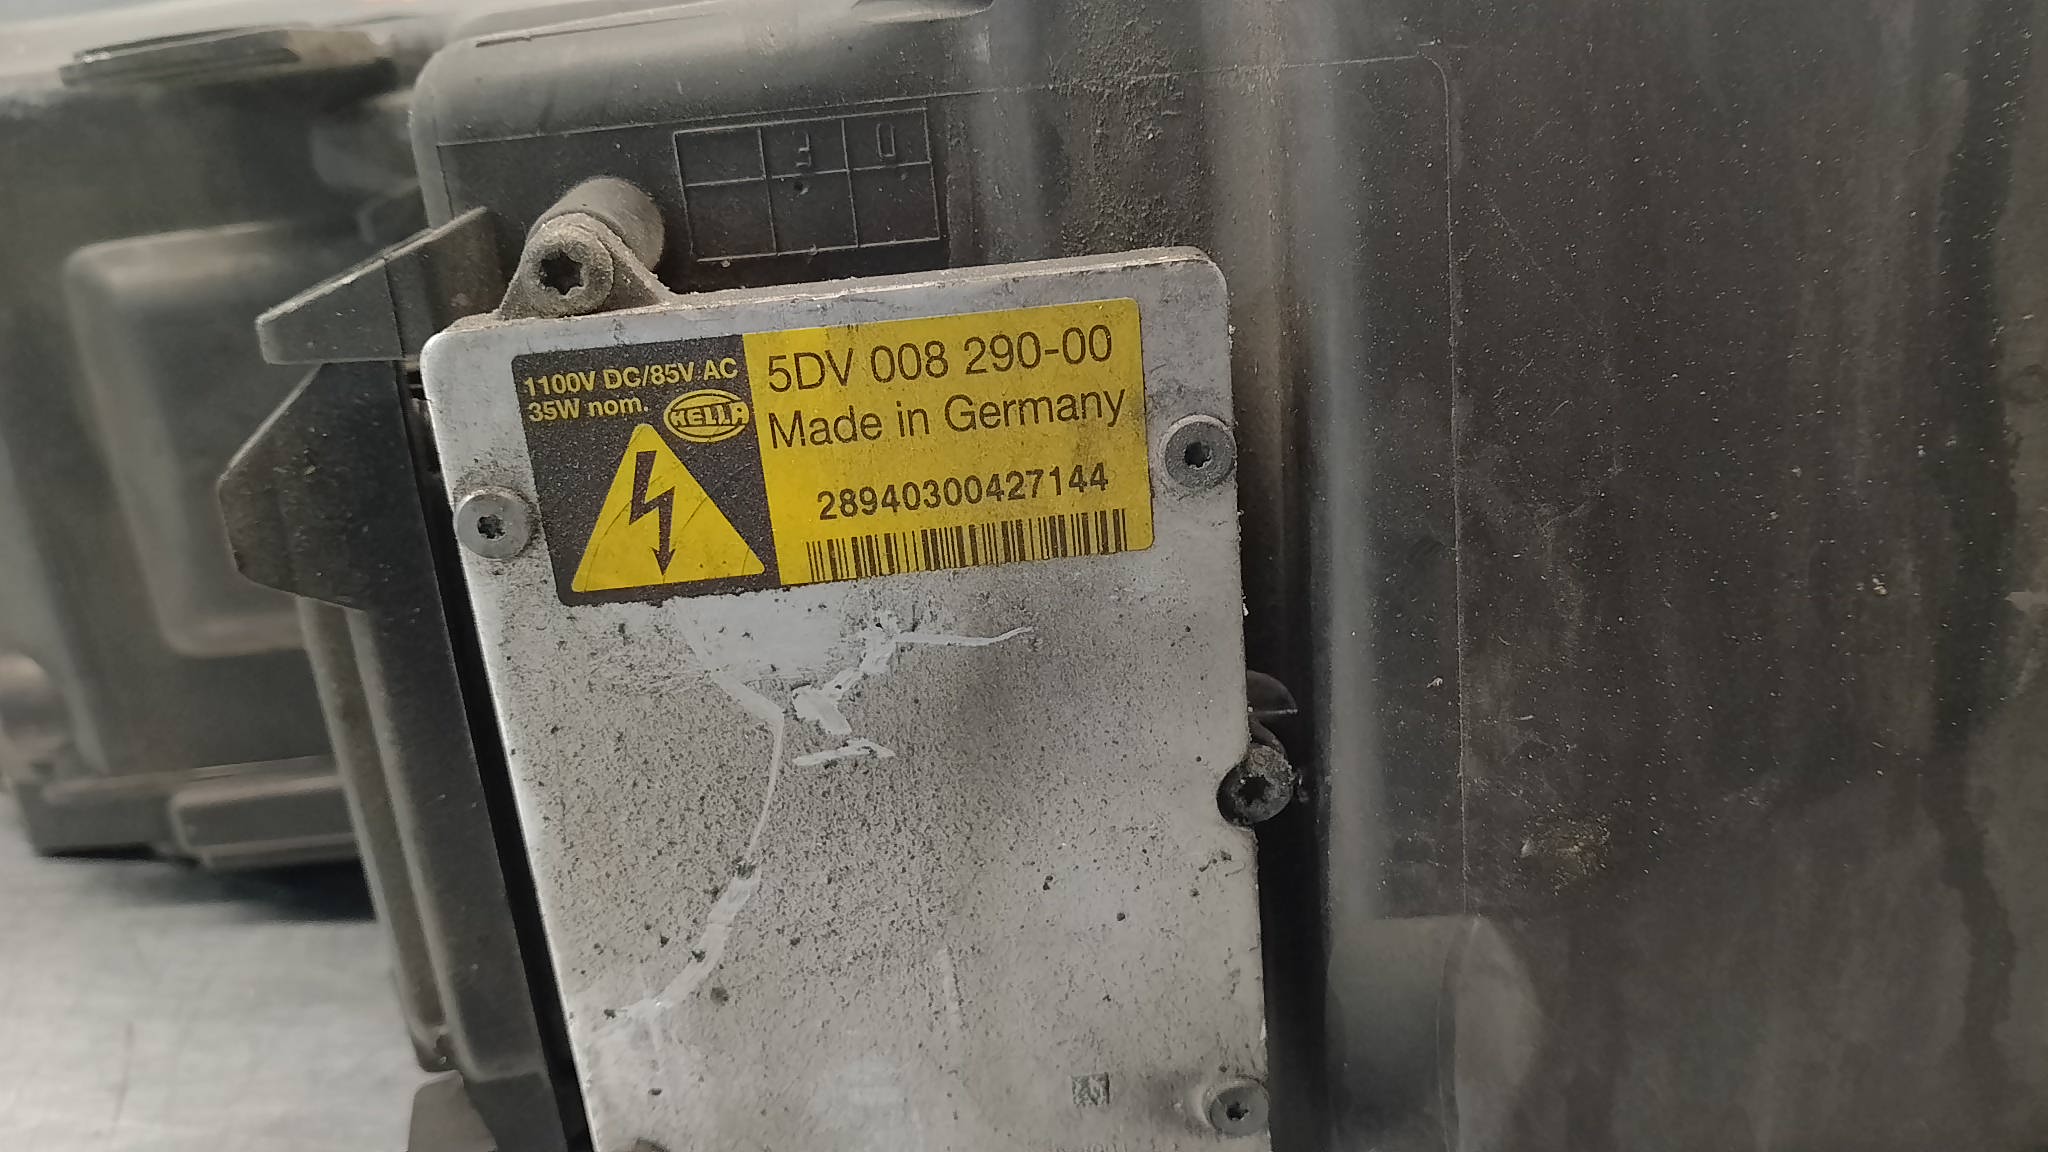 1100V DC/85V AC
35W nom.
HELLA
5DV 008 290-00
Made in Germany
28940300427144